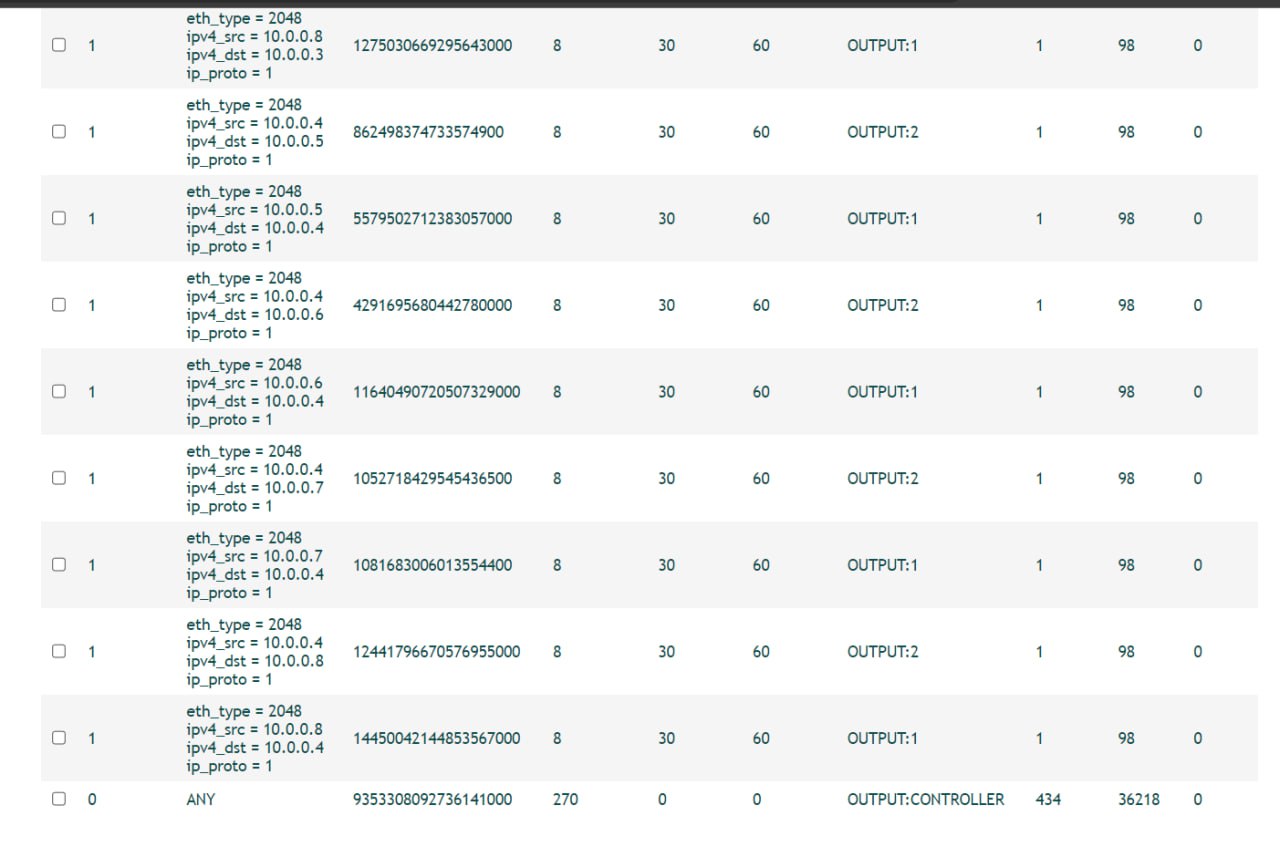 eth_type = 2048
ipv4_src = 10.0.0.8
1 1275030669295643000 8 30 60 OUTPUT:1 1 98 0
ipv4_dst = 10.0.0.3
ip_proto = 1
eth_type = 2048
ipv4_src = 10.0.0.4
1 862498374733574900 8 30 60 OUTPUT:2 1 98 0
ipv4_dst = 10.0.0.5
ip_proto = 1
eth_type = 2048
ipv4_src = 10.0.0.5
1 5579502712383057000 8 30 60 OUTPUT:1 1 98 0
ipv4_dst = 10.0.0.4
ip_proto = 1
eth_type = 2048
ipv4_src = 10.0.0.4
1 4291695680442780000 8 30 60 OUTPUT:2 1 98 0
ipv4_dst = 10.0.0.6
ip_proto = 1
eth_type = 2048
ipv4_src = 10.0.0.6
1 11640490720507329000 8 30 60 OUTPUT:1 1 98 0
ipv4_dst = 10.0.0.4
ip_proto = 1
eth_type = 2048
ipv4_src = 10.0.0.4
1 1052718429545436500 8 30 60 OUTPUT:2 1 98 0
ipv4_dst = 10.0.0.7
ip_proto = 1
eth_type = 2048
ipv4_src = 10.0.0.7
1 1081683006013554400 8 30 60 OUTPUT:1 1 98 0
ipv4_dst = 10.0.0.4
ip_proto = 1
eth_type = 2048
ipv4_src = 10.0.0.4
1 12441796670576955000 8 30 60 OUTPUT:2 1 98 0
ipv4_dst = 10.0.0.8
ip_proto = 1
eth_type = 2048
ipv4_src = 10.0.0.8
1 14450042144853567000 8 30 60 OUTPUT:1 1 98 0
ipv4_dst = 10.0.0.4
ip_proto = 1
0 ANY 9353308092736141000 270 0 0 OUTPUT:CONTROLLER 434 36218 0